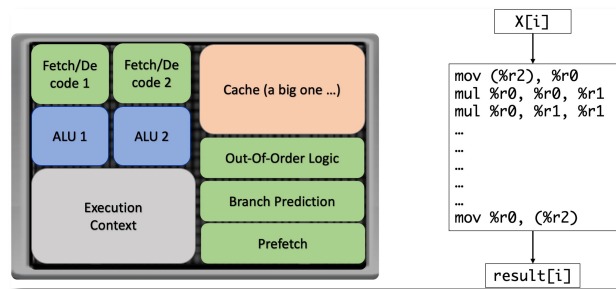 Fetch/De
code 1
Fetch/De
code 2
Cache (a big one …)
ALU 1
ALU 2
Out-Of-Order Logic
Execution
Context
Branch Prediction
Prefetch
X[i]
mov (%r2), %r0
mul %r0, %r0, %r1
mul %r0, %r1, %r1
…
…
…
…
…
mov %r0, (%r2)
result[i]